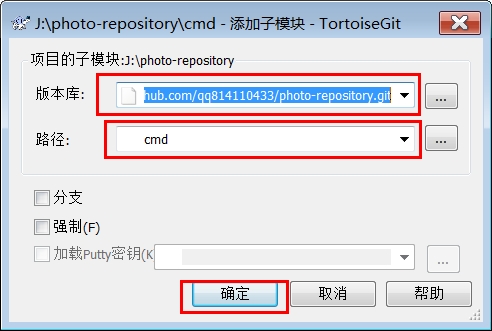 J:\photo-repository\cmd - 添加子模块 - TortoiseGit
项目的子模块:J:\photo-repository
版本库: hub.com/qq814110433/photo-repository.git ...
路径: cmd ...
分支
强制(F)
加载Putty密钥(K ...
确定 取消 帮助